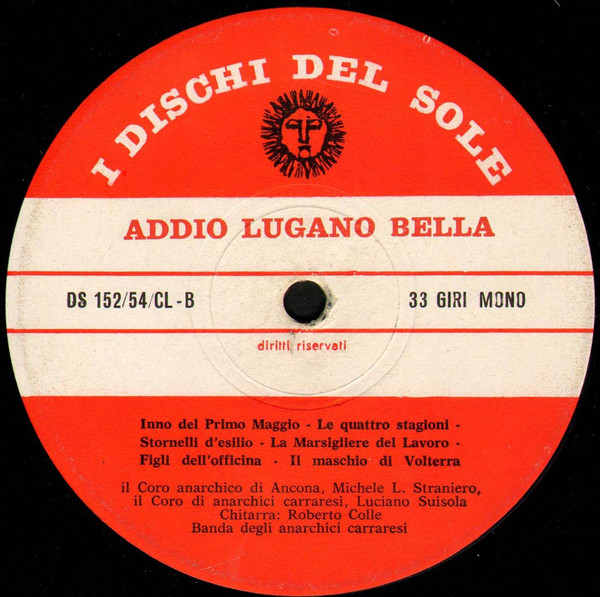 I DISCHI DEL SOLE
ADDIO LUGANO BELLA
DS 152/54/CL-B 33 GIRI MONO
diritti riservati
Inno del Primo Maggio - Le quattro stagioni -
Stornelli d'esilio - La Marsigliere del Lavoro -
Figli dell'officina - Il maschio di Volterra
il Coro anarchico di Ancona, Michele L. Straniero,
il Coro di anarchici carraresi, Luciano Suisola
Chitarra: Roberto Colle
Banda degli anarchici carraresi